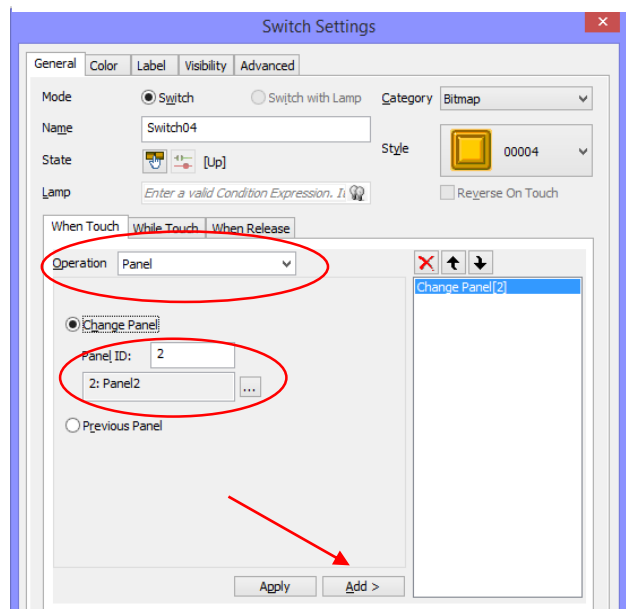 Switch Settings
General Color Label Visibility Advanced
Mode Switch Switch with Lamp Category Bitmap
Name Switch04
Style 00004
State [Up]
Lamp Enter a valid Condition Expression. It Reverse On Touch
When Touch While Touch When Release
Operation Panel
Change Panel[2]
Change Panel
Panel ID: 2
2: Panel2 ...
Previous Panel
Apply Add >